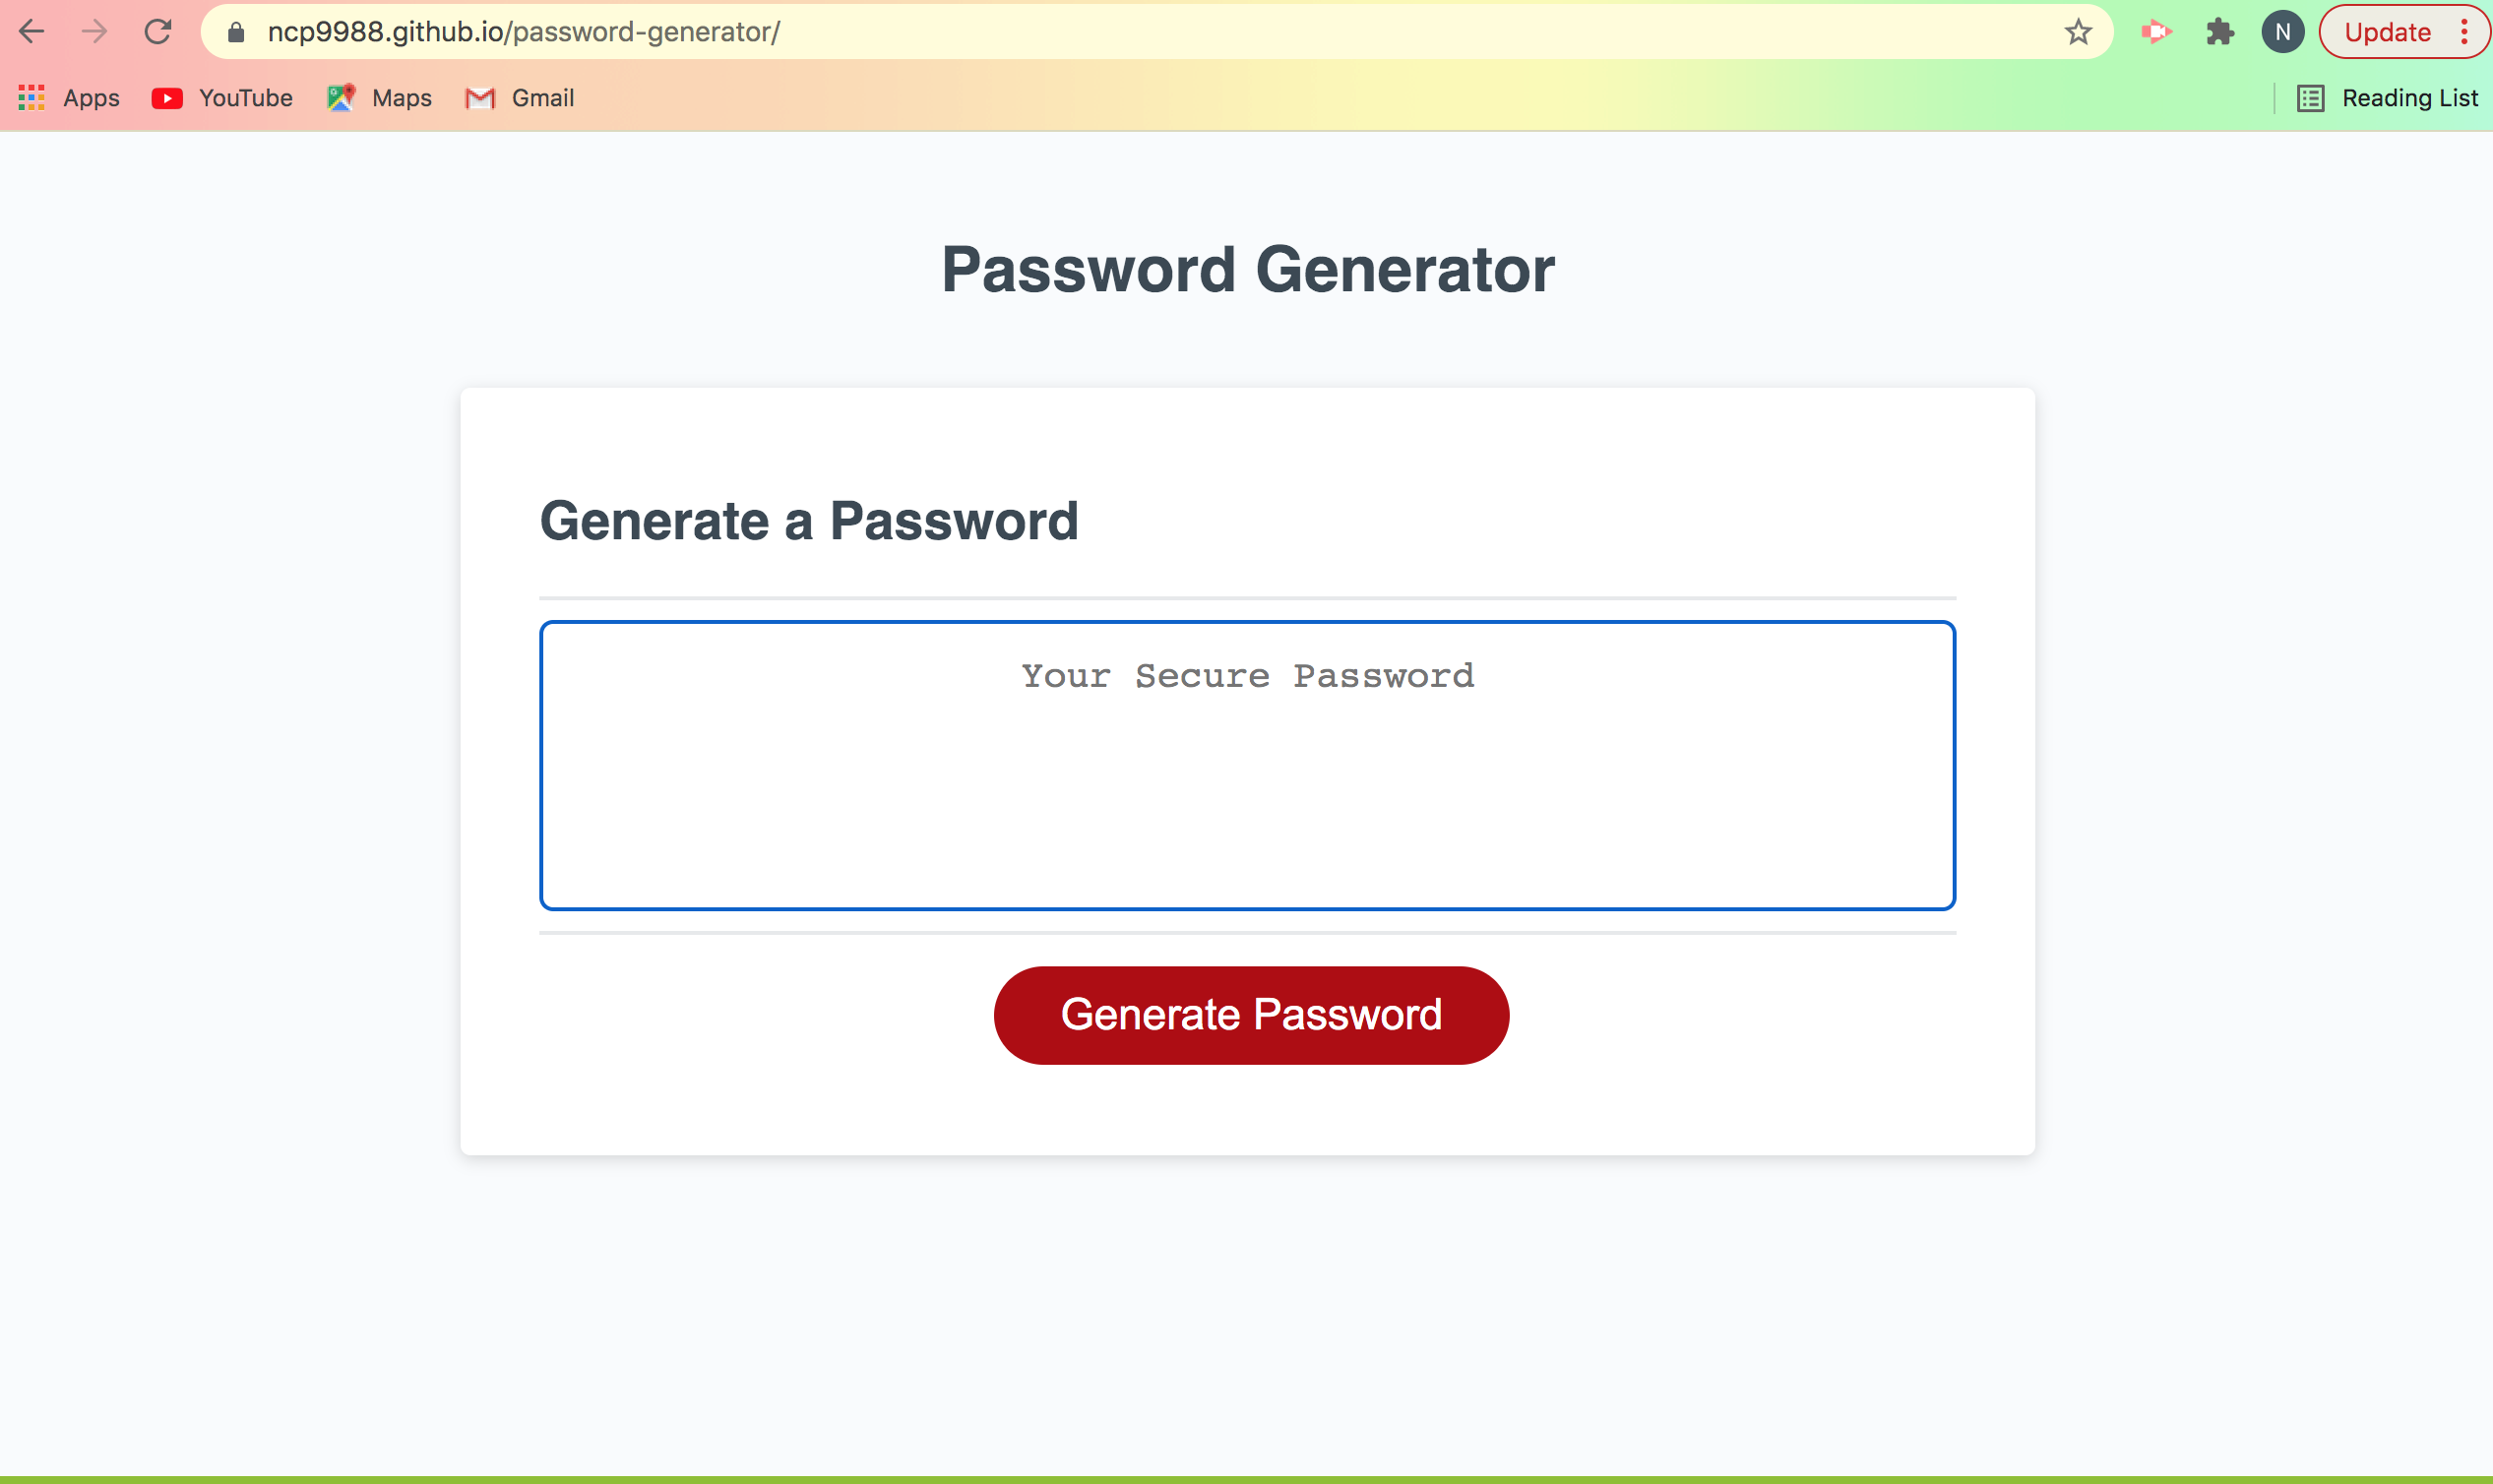 ncp9988.github.io/password-generator/
N
Update
Apps
YouTube
Maps
Gmail
Reading List
Password Generator
Generate a Password
Your Secure Password
Generate Password